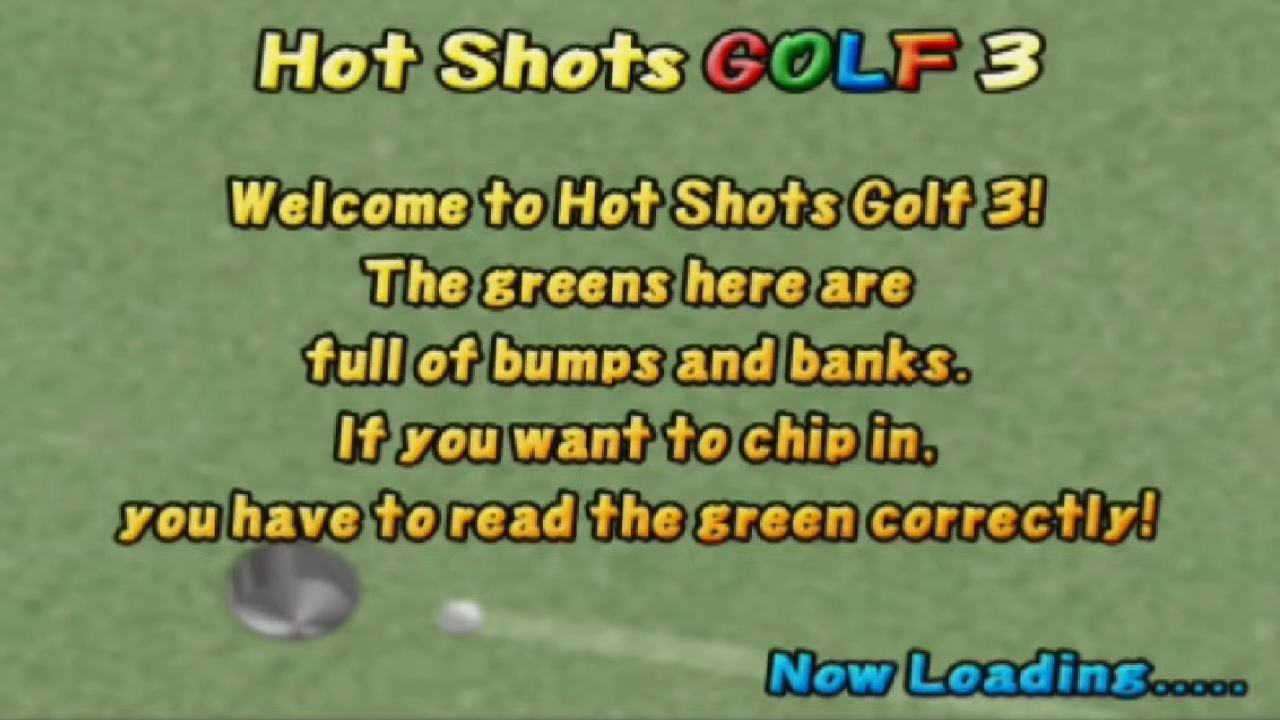 Hot Shots GOLF 3
Welcome to Hot Shots Golf 3!
The greens here are
full of bumps and banks.
If you want to chip in,
you have to read the green correctly!
Now Loading.....